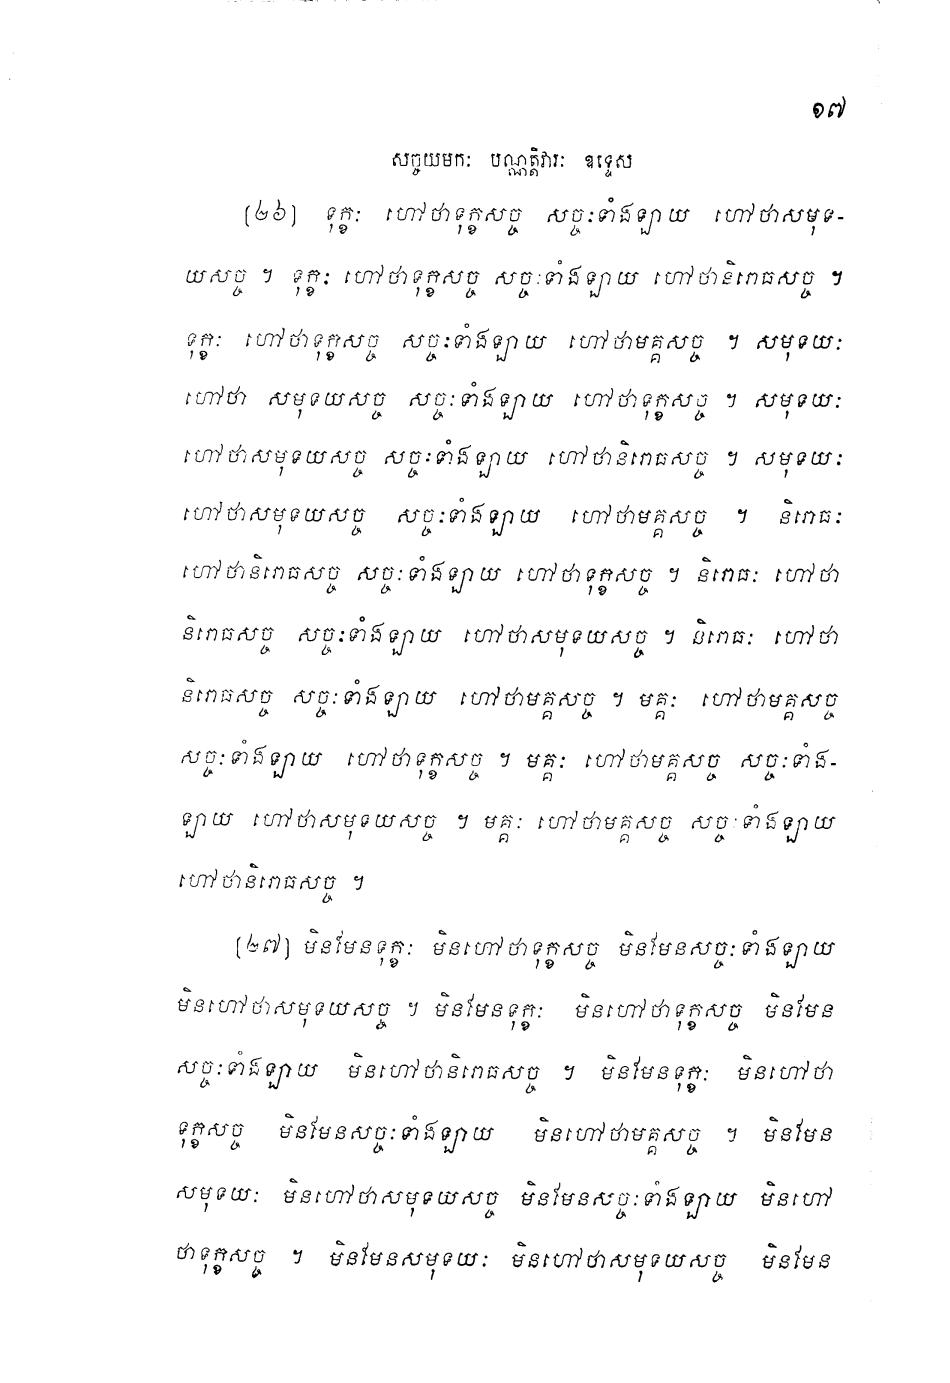 ១៧
សច្ចយមកៈ បណ្ណត្តិវារៈ ឧទ្ទេស
(២៦) ទុក្ខៈ ហៅថាទុក្ខសច្ច សច្ចៈទាំងឡាយ ហៅថាសមុទ-
យសច្ច ។ ទុក្ខៈ ហៅថាទុក្ខសច្ច សច្ចៈទាំងឡាយ ហៅថានិរោធសច្ច ។
ទុក្ខៈ ហៅថាទុក្ខសច្ច សច្ចៈទាំងឡាយ ហៅថាមគ្គសច្ច ។ សមុទយៈ
ហៅថា សមុទយសច្ច សច្ចៈទាំងឡាយ ហៅថាទុក្ខសច្ច ។ សមុទយៈ
ហៅថាសមុទយសច្ច សច្ចៈទាំងឡាយ ហៅថានិរោធសច្ច ។ សមុទយៈ
ហៅថាសមុទយសច្ច សច្ចៈទាំងឡាយ ហៅថាមគ្គសច្ច ។ និរោធៈ
ហៅថានិរោធសច្ច សច្ចៈទាំងឡាយ ហៅថាទុក្ខសច្ច ។ និរោធៈ ហៅថា
និរោធសច្ច សច្ចៈទាំងឡាយ ហៅថាសមុទយសច្ច ។ និរោធៈ ហៅថា
និរោធសច្ច សច្ចៈទាំងឡាយ ហៅថាមគ្គសច្ច ។ មគ្គៈ ហៅថាមគ្គសច្ច
សច្ចៈទាំងឡាយ ហៅថាទុក្ខសច្ច ។ មគ្គៈ ហៅថាមគ្គសច្ច សច្ចៈទាំង-
ឡាយ ហៅថាសមុទយសច្ច ។ មគ្គៈ ហៅថាមគ្គសច្ច សច្ចៈទាំងឡាយ
ហៅថានិរោធសច្ច ។
(២៧) មិនមែនទុក្ខៈ មិនហៅថាទុក្ខសច្ច មិនមែនសច្ចៈទាំងឡាយ
មិនហៅថាសមុទយសច្ច ។ មិនមែនទុក្ខៈ មិនហៅថាទុក្ខសច្ច មិនមែន
សច្ចៈទាំងឡាយ មិនហៅថានិរោធសច្ច ។ មិនមែនទុក្ខៈ មិនហៅថា
ទុក្ខសច្ច មិនមែនសច្ចៈទាំងឡាយ មិនហៅថាមគ្គសច្ច ។ មិនមែន
សមុទយៈ មិនហៅថាសមុទយសច្ច មិនមែនសច្ចៈទាំងឡាយ មិនហៅ
ថាទុក្ខសច្ច ។ មិនមែនសមុទយៈ មិនហៅថាសមុទយសច្ច មិនមែន